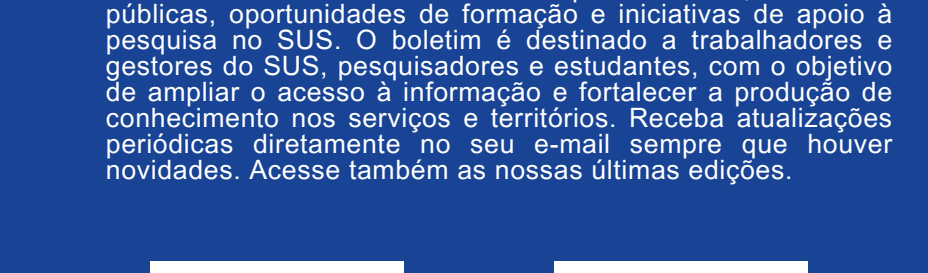 públicas, oportunidades de formação e iniciativas de apoio à
pesquisa no SUS. O boletim é destinado a trabalhadores e
gestores do SUS, pesquisadores e estudantes, com o objetivo
de ampliar o acesso à informação e fortalecer a produção de
conhecimento nos serviços e territórios. Receba atualizações
periódicas diretamente no seu e-mail sempre que houver
novidades. Acesse também as nossas últimas edições.